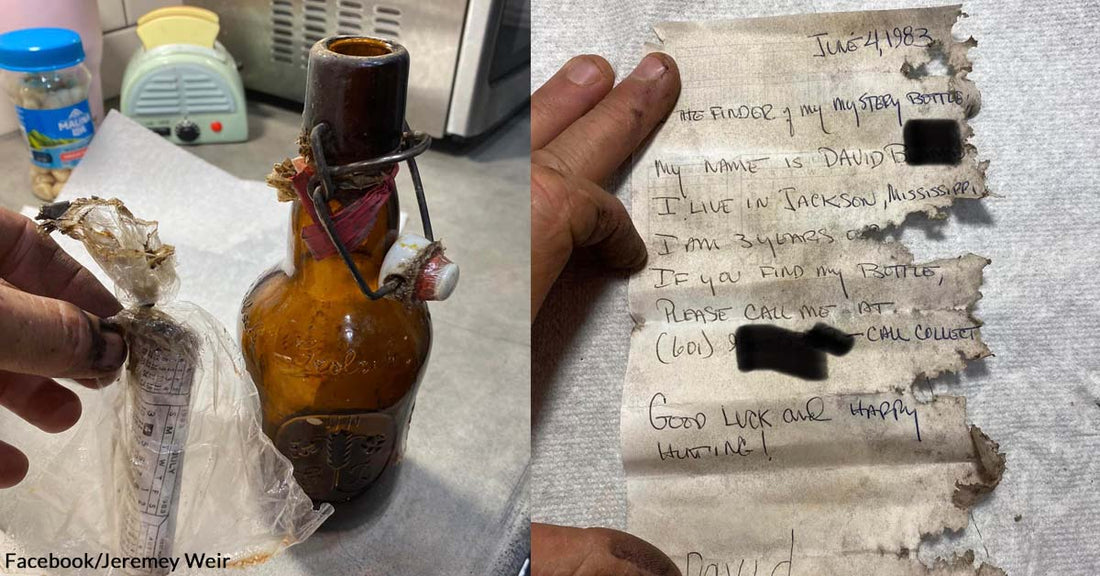 MAUNA
LOA
S M T W T F S
Facebook/Jeremey Weir
JUNE 4, 1983
THE FINDER of my MYSTERY BOTTLE
MY NAME IS DAVID B
I LIVE IN JACKSON, MISSISSIPPI,
I AM 3 YEARS
IF YOU FIND MY BOTTLE,
PLEASE CALL ME AT
(601) - CALL COLLECT
GOOD LUCK and HAPPY
HUNTING!
David